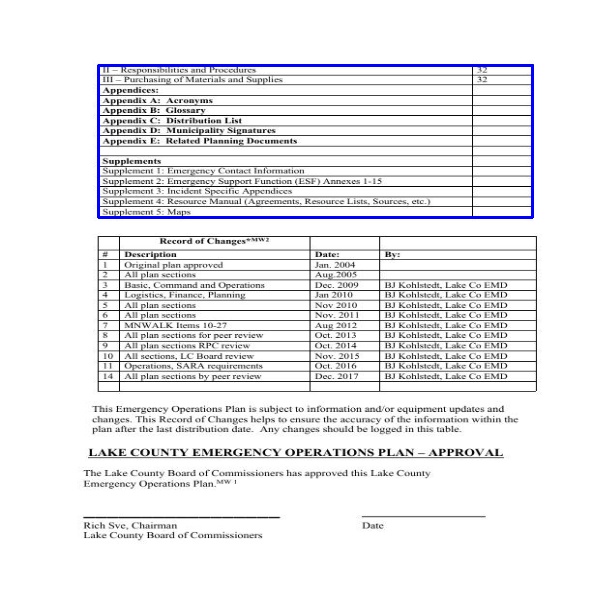 II – Responsibilities and Procedures 32
III – Purchasing of Materials and Supplies 32
Appendices:
Appendix A: Acronyms
Appendix B: Glossary
Appendix C: Distribution List
Appendix D: Municipality Signatures
Appendix E: Related Planning Documents
Supplements
Supplement 1: Emergency Contact Information
Supplement 2: Emergency Support Function (ESF) Annexes 1-15
Supplement 3: Incident Specific Appendices
Supplement 4: Resource Manual (Agreements, Resource Lists, Sources, etc.)
Supplement 5: Maps
Record of Changes*MW2
# Description Date: By:
1 Original plan approved Jan. 2004
2 All plan sections Aug.2005
3 Basic, Command and Operations Dec. 2009 BJ Kohlstedt, Lake Co EMD
4 Logistics, Finance, Planning Jan 2010 BJ Kohlstedt, Lake Co EMD
5 All plan sections Nov 2010 BJ Kohlstedt, Lake Co EMD
6 All plan sections Nov. 2011 BJ Kohlstedt, Lake Co EMD
7 MNWALK Items 10-27 Aug 2012 BJ Kohlstedt, Lake Co EMD
8 All plan sections for peer review Oct. 2013 BJ Kohlstedt, Lake Co EMD
9 All plan sections RPC review Oct. 2014 BJ Kohlstedt, Lake Co EMD
10 All sections, LC Board review Nov. 2015 BJ Kohlstedt, Lake Co EMD
11 Operations, SARA requirements Oct. 2016 BJ Kohlstedt, Lake Co EMD
14 All plan sections by peer review Dec. 2017 BJ Kohlstedt, Lake Co EMD
This Emergency Operations Plan is subject to information and/or equipment updates and
changes. This Record of Changes helps to ensure the accuracy of the information within the
plan after the last distribution date. Any changes should be logged in this table.
LAKE COUNTY EMERGENCY OPERATIONS PLAN – APPROVAL
The Lake County Board of Commissioners has approved this Lake County
Emergency Operations Plan.MW 1
Rich Sve, Chairman Date
Lake County Board of Commissioners